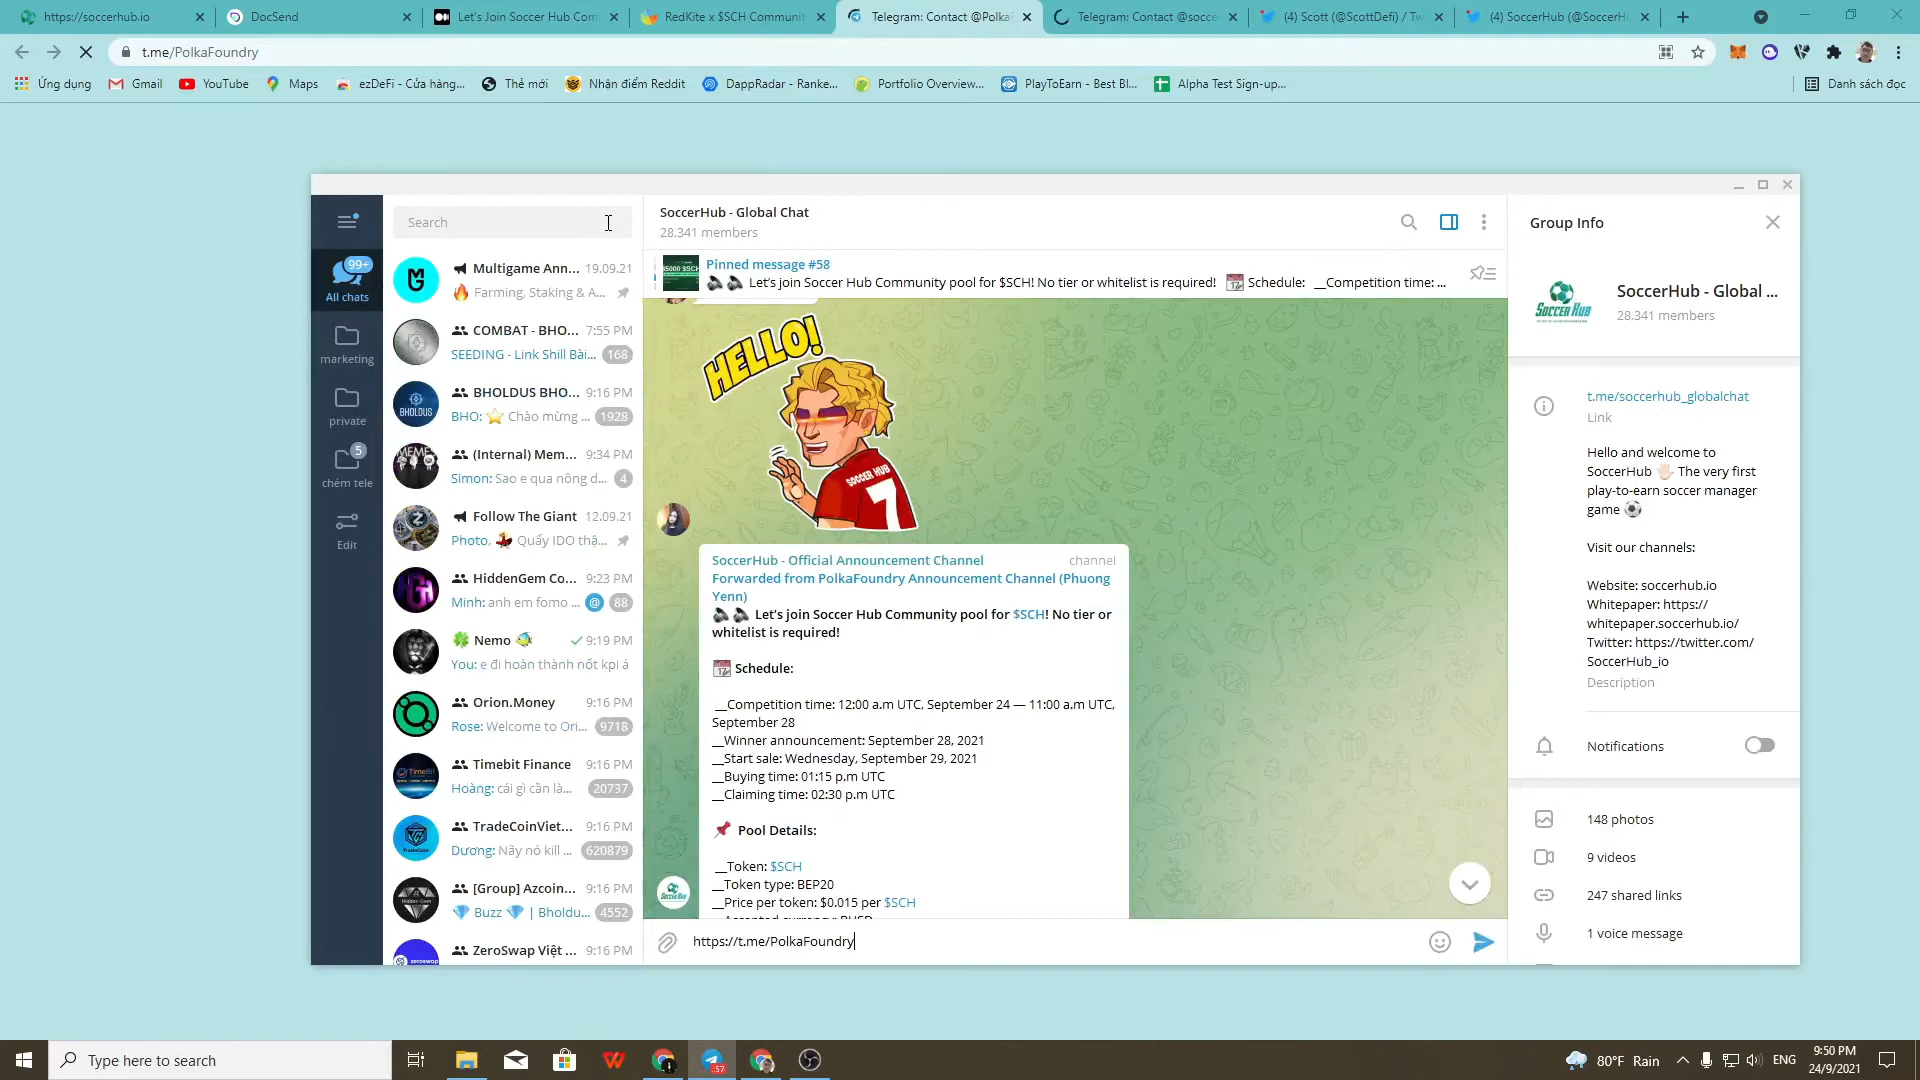 https://soccerhub.io
DocSend
Let's Join Soccer Hub Com
RedKite x $SCH Communit
Telegram: Contact @Polka
Telegram: Contact @socce
(4) Scott (@ScottDefi) / Tw
(4) SoccerHub (@SoccerH
t.me/PolkaFoundry
Ứng dụng
Gmail
YouTube
Maps
ezDeFi - Cửa hàng...
Thẻ mới
Nhận điểm Reddit
DappRadar - Ranke...
Portfolio Overview...
PlayToEarn - Best Bl...
Alpha Test Sign-up...
Danh sách đọc
99+
All chats
marketing
private
5
chém tele
Edit
Search
Multigame Ann... 19.09.21
Farming, Staking & A...
COMBAT - BHO... 7:55 PM
SEEDING - Link Shill Bài... 168
BHOLDUS
BHOLDUS BHO... 9:16 PM
BHO: ⭐ Chào mừng ... 1928
MEME
(Internal) Mem... 9:34 PM
Simon: Sao e qua nông d... 4
Follow The Giant 12.09.21
Photo, Quẩy IDO thậ...
HiddenGem Co... 9:23 PM
Minh: anh em fomo ... @ 88
Nemo 9:19 PM
You: e đi hoàn thành nốt kpi á
Orion.Money 9:16 PM
Rose: Welcome to Ori... 9718
Timebit Finance 9:16 PM
Hoàng: cái gì cần là... 20737
TradeCoinViet... 9:16 PM
Dương: Nãy nó kill ... 620879
[Group] Azcoin... 9:16 PM
Buzz 💎 | Bholdu... 4552
ZeroSwap Việt ... 9:16 PM
zeroswap
SoccerHub - Global Chat
28,341 members
Pinned message #58
Let's join Soccer Hub Community pool for $SCH! No tier or whitelist is required! 📅 Schedule: __Competition time: ...
HELLO!
SOCCER HUB
7
SoccerHub - Official Announcement Channel channel
Forwarded from PolkaFoundry Announcement Channel (Phuong
Yenn)
Let's join Soccer Hub Community pool for $SCH! No tier or
whitelist is required!
Schedule:
__Competition time: 12:00 a.m UTC, September 24 — 11:00 a.m UTC,
September 28
__Winner announcement: September 28, 2021
__Start sale: Wednesday, September 29, 2021
__Buying time: 01:15 p.m UTC
__Claiming time: 02:30 p.m UTC
Pool Details:
__Token: $SCH
__Token type: BEP20
__Price per token: $0.015 per $SCH
https://t.me/PolkaFoundry
Group Info
SOCCER HUB
SoccerHub - Global ...
28,341 members
t.me/soccerhub_globalchat
Link
Hello and welcome to
SoccerHub 🖐🏻 The very first
play-to-earn soccer manager
game ⚽
Visit our channels:
Website: soccerhub.io
Whitepaper: https://
whitepaper.soccerhub.io/
Twitter: https://twitter.com/
SoccerHub_io
Description
Notifications
148 photos
9 videos
247 shared links
1 voice message
Type here to search
.57
80°F Rain
ENG
9:50 PM
24/9/2021